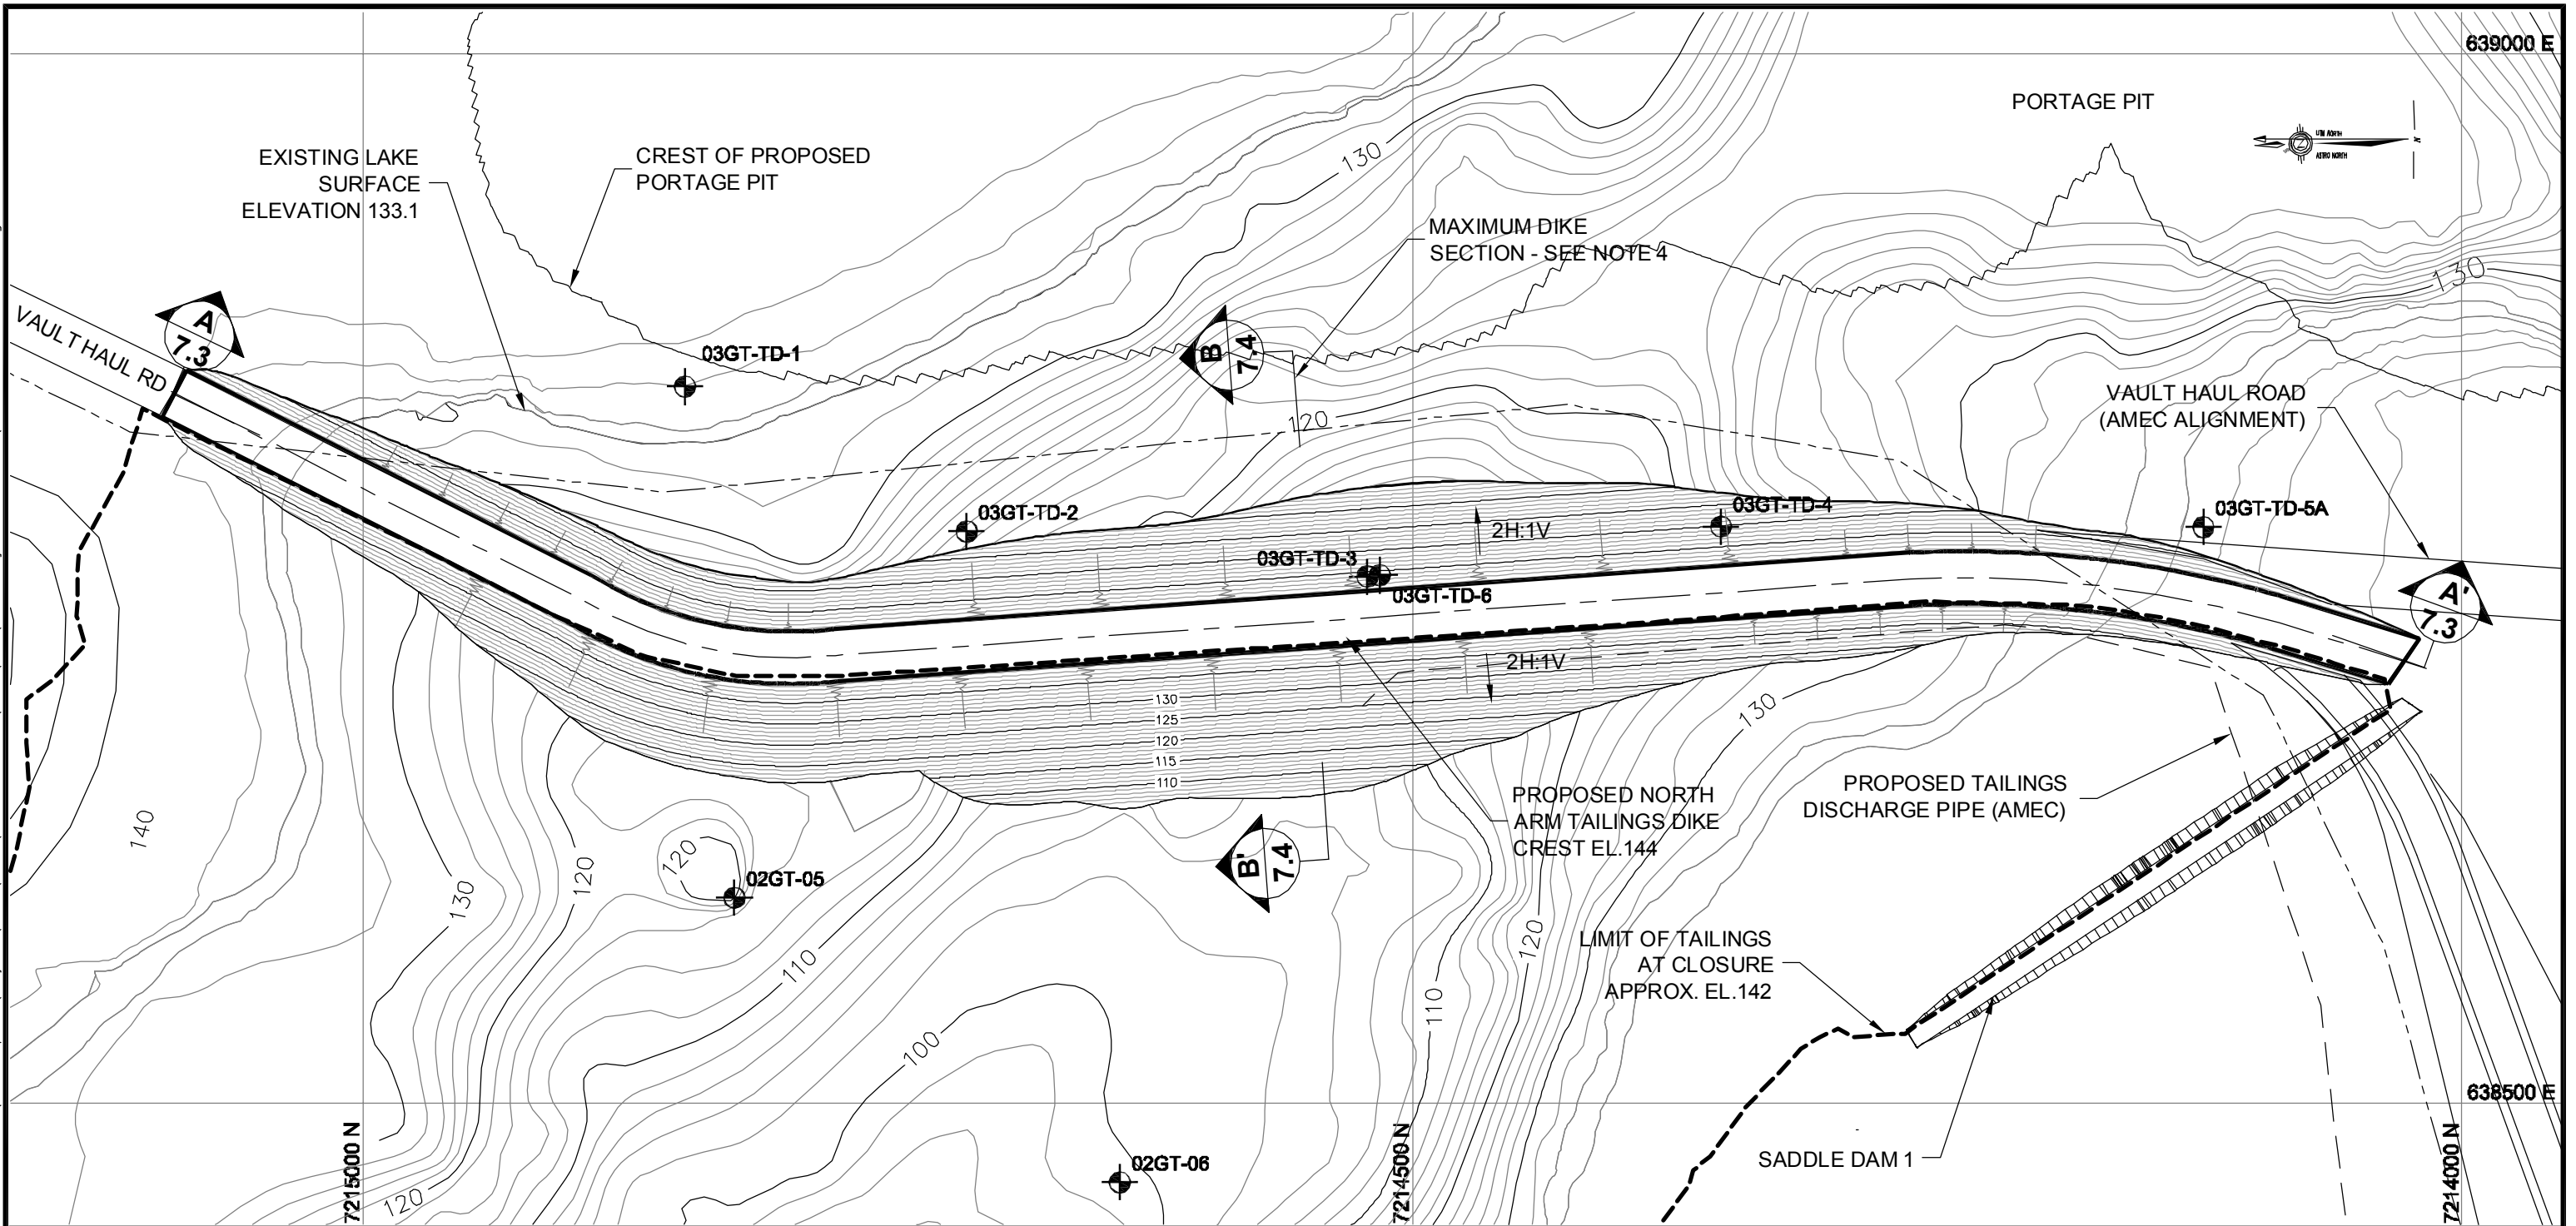 639000 E
PORTAGE PIT
UTM NORTH
ASTRO NORTH
N
EXISTING LAKE
SURFACE
ELEVATION 133.1
CREST OF PROPOSED
PORTAGE PIT
130
MAXIMUM DIKE
SECTION - SEE NOTE 4
130
VAULT HAUL RD
A
7.3
03GT-TD-1
B
7.4
120
VAULT HAUL ROAD
(AMEC ALIGNMENT)
03GT-TD-2
2H:1V
03GT-TD-4
03GT-TD-5A
03GT-TD-3
03GT-TD-6
A'
7.3
2H:1V
130
125
120
115
110
130
PROPOSED NORTH
ARM TAILINGS DIKE
CREST EL.144
PROPOSED TAILINGS
DISCHARGE PIPE (AMEC)
140
130
120
120
02GT-05
B'
7.4
110
120
LIMIT OF TAILINGS
AT CLOSURE
APPROX. EL.142
100
110
638500 E
SADDLE DAM 1
02GT-06
120
7215000 N
7214500 N
7214000 N